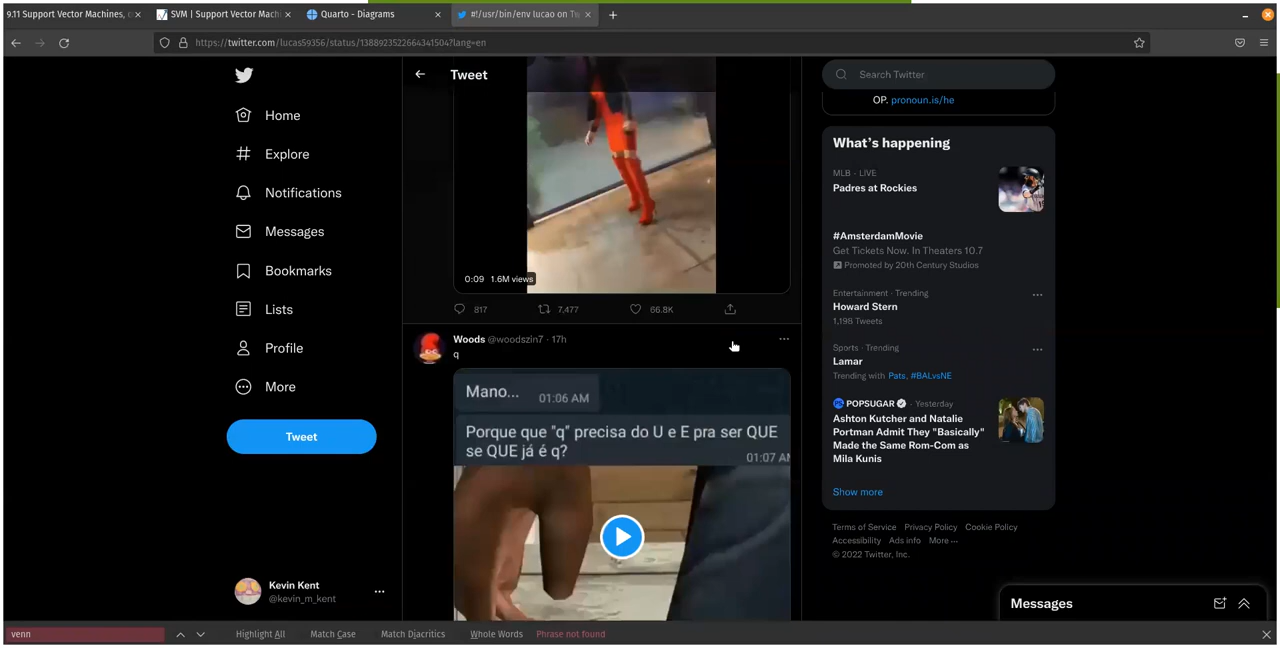 9.11 Support Vector Machines, c
SVM | Support Vector Machi
Quarto - Diagrams
#!/usr/bin/env lucao on Tw
https://twitter.com/lucas59356/status/1388923522664341504?lang=en
Home
Explore
Notifications
Messages
Bookmarks
Lists
Profile
More
Tweet
Kevin Kent
@kevin_m_kent
Tweet
0:09 1.6M views
817 7,477 66.8K
Woods @woodszin7 · 17h
q
Mano... 01:06 AM
Porque que "q" precisa do U e E pra ser QUE
se QUE já é q?
01:07 AM
Search Twitter
OP. pronoun.is/he
What's happening
MLB · LIVE
Padres at Rockies
#AmsterdamMovie
Get Tickets Now. In Theaters 10.7
Promoted by 20th Century Studios
Entertainment · Trending
Howard Stern
1,198 Tweets
Sports · Trending
Lamar
Trending with Pats, #BALvsNE
POPSUGAR · Yesterday
Ashton Kutcher and Natalie
Portman Admit They "Basically"
Made the Same Rom-Com as
Mila Kunis
Show more
Terms of Service Privacy Policy Cookie Policy
Accessibility Ads info More ...
© 2022 Twitter, Inc.
Messages
venn
Highlight All Match Case Match Diacritics Whole Words Phrase not found